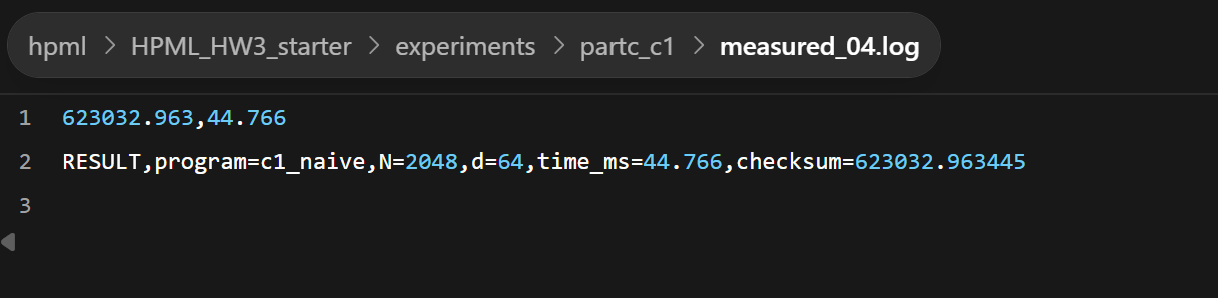 hpml > HPML_HW3_starter > experiments > partc_c1 > measured_04.log
1 623032.963,44.766
2 RESULT,program=c1_naive,N=2048,d=64,time_ms=44.766,checksum=623032.963445
3